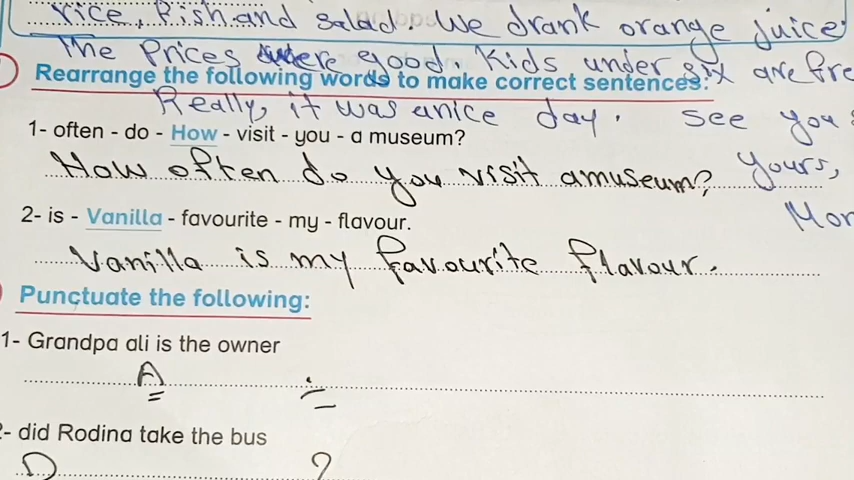 rice, Fish and salad. We drank orange juice.
The Prices were good. Kids under six are fre
Rearrange the following words to make correct sentences:
Really, it was anice day. See you
1- often - do - How - visit - you - a museum?
How often do you visit amuseum?
Yours,
2- is - Vanilla - favourite - my - flavour.
Mor
Vanilla is my favourite flavour.
Punctuate the following:
1- Grandpa ali is the owner
A .
2- did Rodina take the bus
D ?